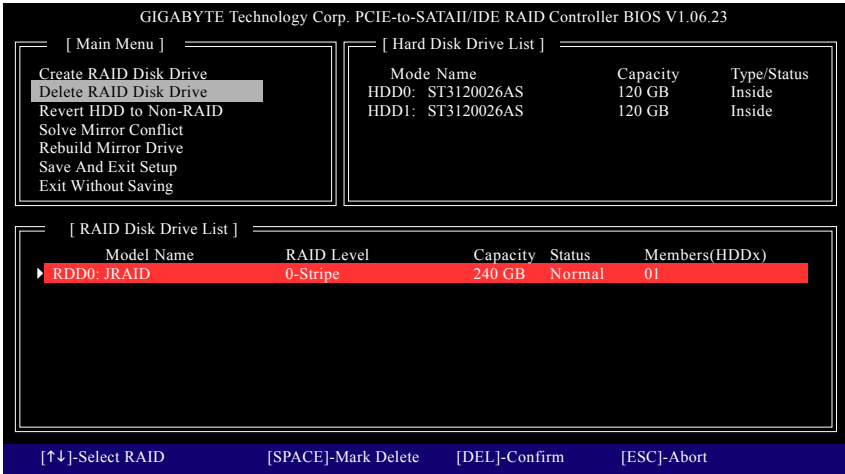 GIGABYTE Technology Corp. PCIE-to-SATAII/IDE RAID Controller BIOS V1.06.23
[ Main Menu ]
Create RAID Disk Drive
Delete RAID Disk Drive
Revert HDD to Non-RAID
Solve Mirror Conflict
Rebuild Mirror Drive
Save And Exit Setup
Exit Without Saving
[ Hard Disk Drive List ]
Mode Name Capacity Type/Status
HDD0: ST3120026AS 120 GB Inside
HDD1: ST3120026AS 120 GB Inside
[ RAID Disk Drive List ]
Model Name RAID Level Capacity Status Members(HDDx)
RDD0: JRAID 0-Stripe 240 GB Normal 01
[↑↓]-Select RAID [SPACE]-Mark Delete [DEL]-Confirm [ESC]-Abort